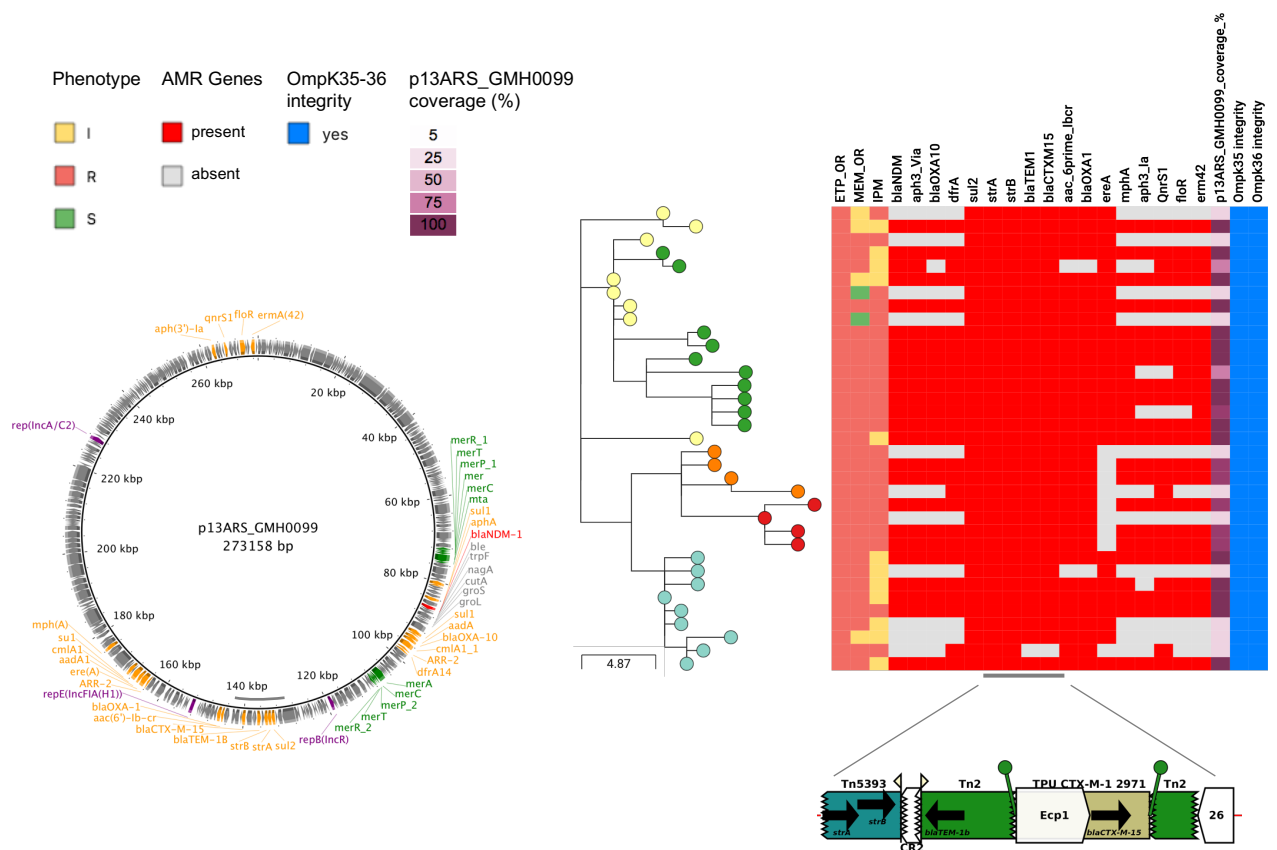 Phenotype
I
R
S
AMR Genes
present
absent
OmpK35-36
integrity
yes
p13ARS_GMH0099
coverage (%)
5
25
50
75
100
ETP_OR
MEM_OR
IPM
blaNDM
aph3_VIa
blaOXA10
dfrA
sul2
strA
strB
blaTEM1
blaCTXM15
aac_6prime_Ibcr
blaOXA1
ereA
mphA
aph3_Ia
QnrS1
floR
erm42
p13ARS_GMH0099_coverage_%
Ompk35 integrity
Ompk36 integrity
aph(3')-Ia
qnrS1
floR
ermA(42)
20 kbp
40 kbp
60 kbp
80 kbp
100 kbp
120 kbp
140 kbp
160 kbp
180 kbp
200 kbp
220 kbp
240 kbp
260 kbp
p13ARS_GMH0099
273158 bp
merR_1
merT
merP_1
mer
merC
mta
sul1
aphA
blaNDM-1
ble
trpF
nagA
cutA
groS
groL
sul1
aadA
blaOXA-10
cmlA1_1
ARR-2
dfrA14
merA
merC
merP_2
merT
merR_2
repB(IncR)
sul2
strA
strB
blaTEM-1B
blaCTX-M-15
aac(6')-Ib-cr
blaOXA-1
repE(IncFIA(H1))
ARR-2
ere(A)
aadA1
cmlA1
su1
mph(A)
rep(IncA/C2)
4.87
Tn5393
Tn2
TPU CTX-M-1 2971
Tn2
strA
strB
blaTEM-1b
Ecp1
blaCTX-M-15
26
CR2